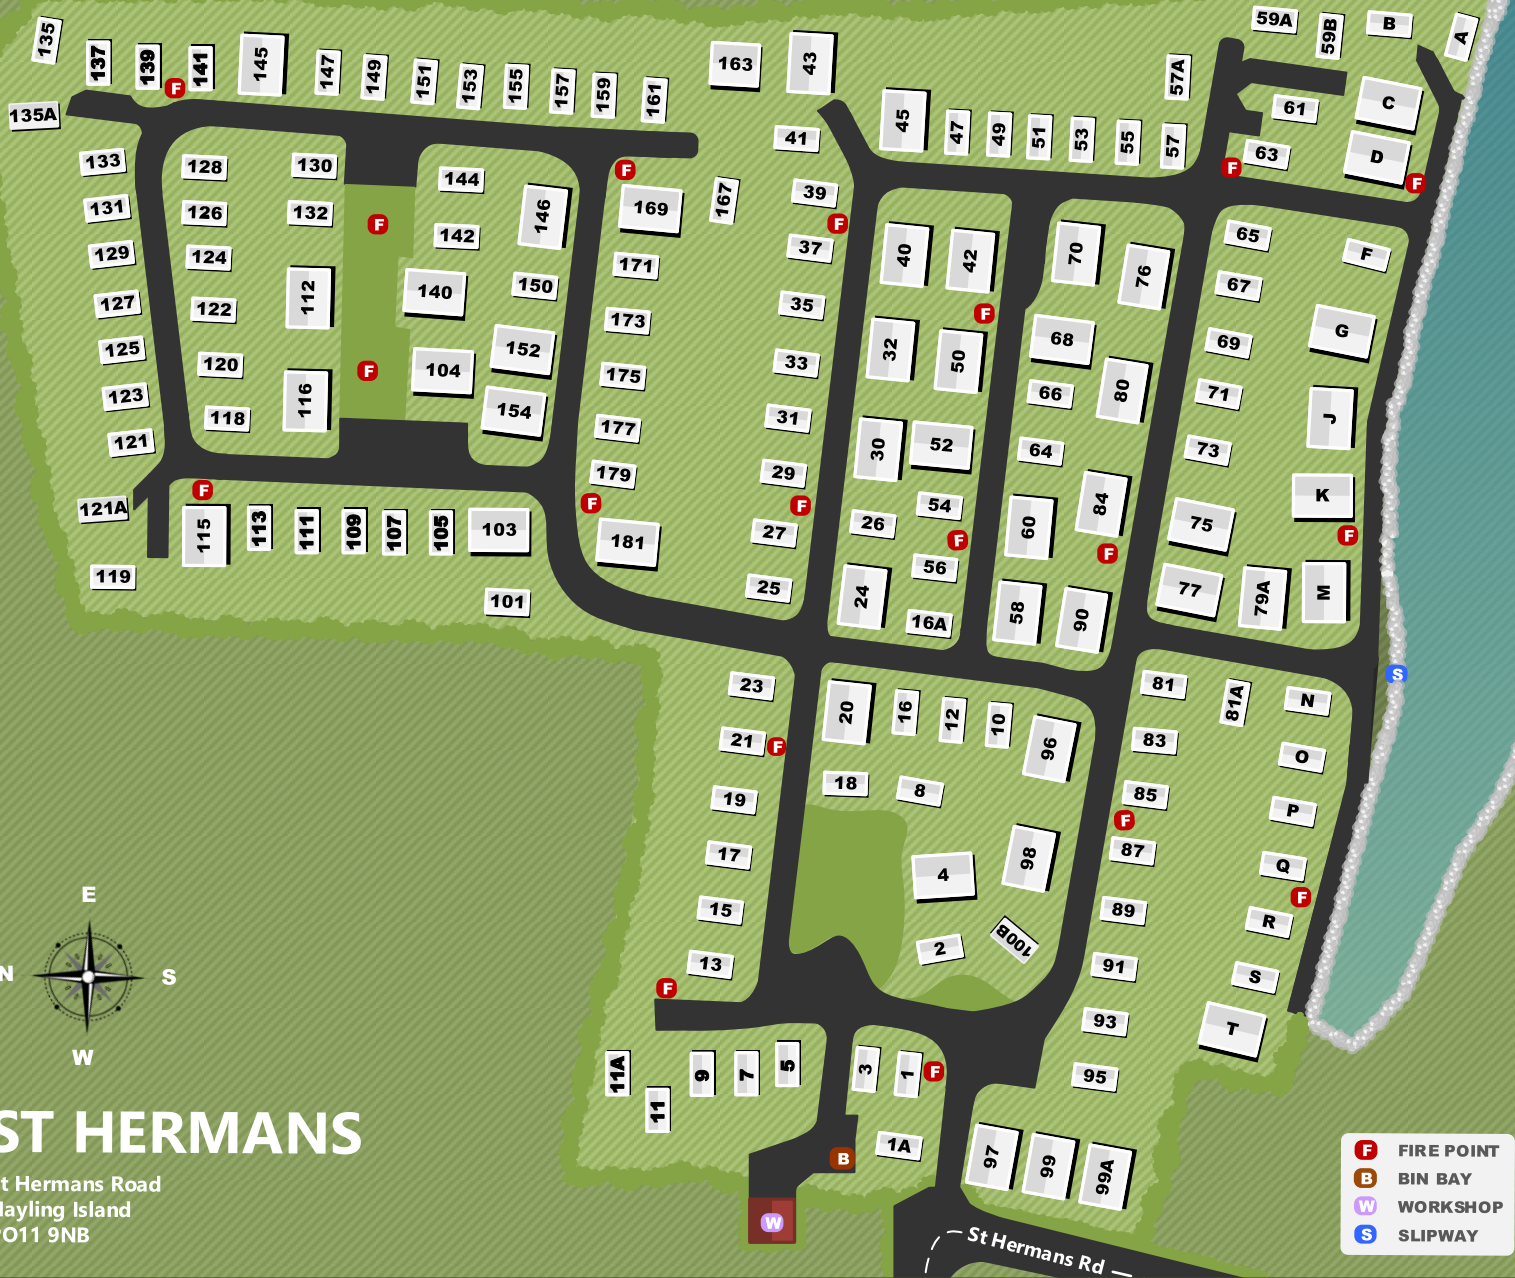 59A
59B
B
A
135
137
139
141
F
145
147
149
151
153
155
157
159
161
163
43
57A
C
61
135A
45
47
49
51
53
55
57
41
63
D
F
F
133
128
130
144
F
169
167
39
F
131
126
132
F
142
146
37
40
42
70
76
65
F
129
124
112
140
150
171
35
F
67
127
122
173
32
50
68
69
G
125
120
F
104
152
175
33
66
80
71
J
123
118
116
154
177
31
30
52
64
73
121
179
29
K
121A
F
F
F
54
84
115
113
111
109
107
105
103
181
27
26
F
60
F
75
F
119
101
25
24
56
16A
58
90
77
79A
M
23
20
16
12
10
96
81
81A
N
S
21
F
83
O
19
18
8
85
F
P
17
4
98
87
Q
F
15
2
100B
89
R
13
91
S
F
93
T
11A
9
7
5
3
1
F
95
11
B
1A
97
99
99A
W
E
N
S
W
ST HERMANS
t Hermans Road
ayling Island
O11 9NB
St Hermans Rd
F FIRE POINT
B BIN BAY
W WORKSHOP
S SLIPWAY